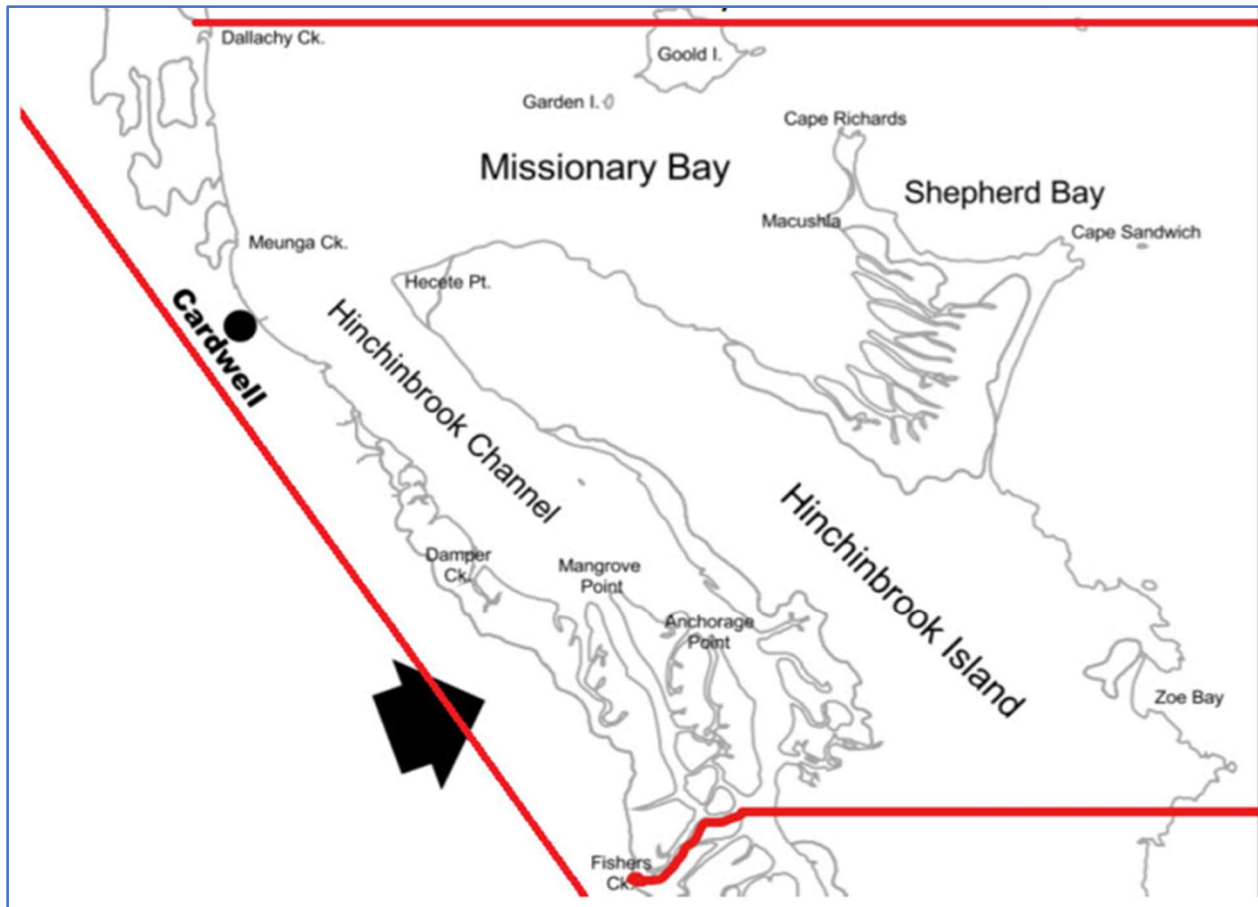 Dallachy Ck.
Goold I.
Garden I.
Cape Richards
Missionary Bay
Shepherd Bay
Macushla
Cape Sandwich
Meunga Ck.
Hecete Pt.
Cardwell
Hinchinbrook Channel
Hinchinbrook Island
Damper
Ck.
Mangrove
Point
Anchorage
Point
Zoe Bay
Fishers
Ck.